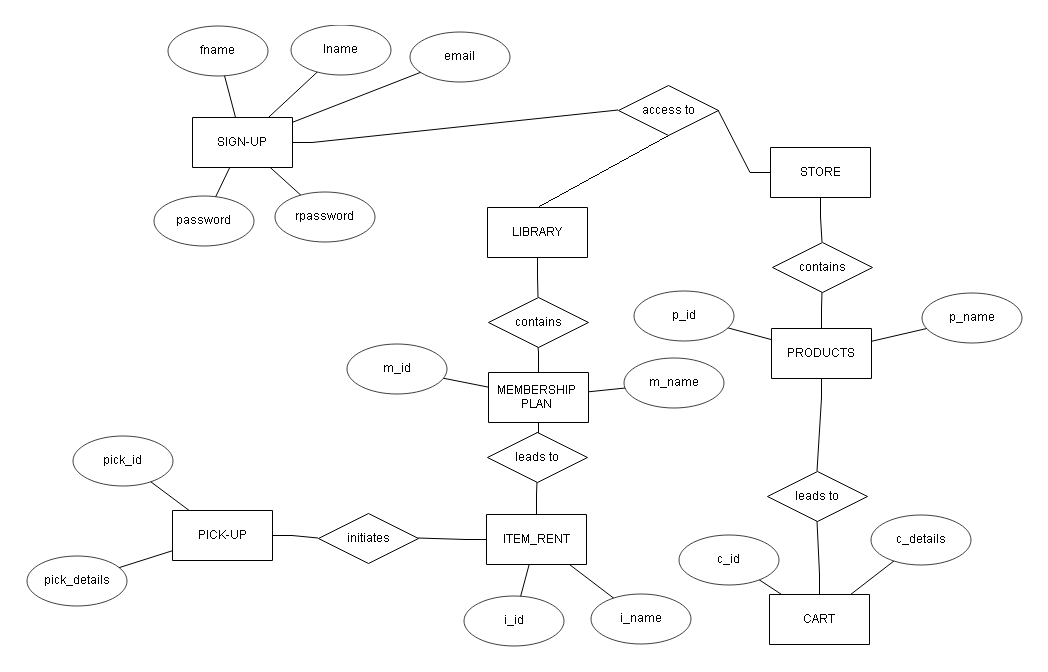 fname
lname
email
access to
SIGN-UP
STORE
password
rpassword
LIBRARY
contains
p_id
p_name
contains
PRODUCTS
m_id
m_name
MEMBERSHIP
PLAN
leads to
pick_id
leads to
PICK-UP
initiates
ITEM_RENT
c_details
c_id
pick_details
i_id
i_name
CART